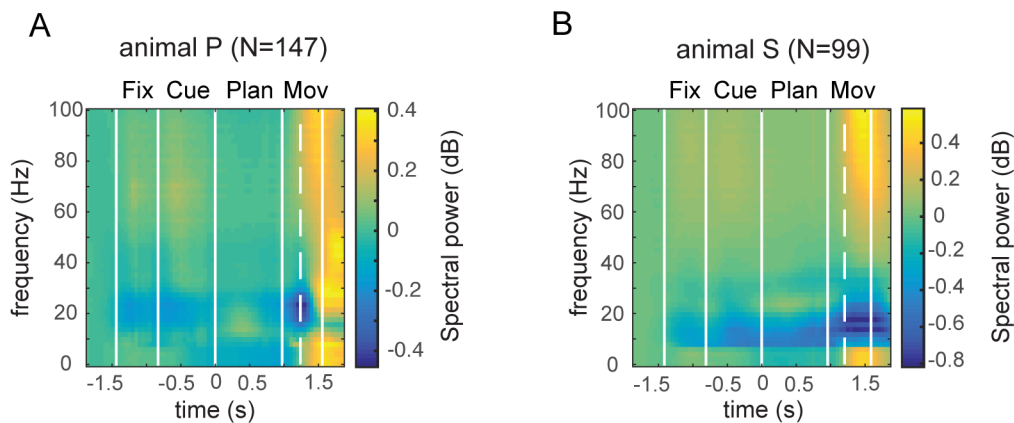 A
animal P (N=147)
Fix Cue Plan Mov
100
80
60
40
20
0
frequency (Hz)
-1.5 -0.5 0 0.5 1.5
time (s)
0.4
0.2
0
-0.2
-0.4
Spectral power (dB)
B
animal S (N=99)
Fix Cue Plan Mov
100
80
60
40
20
0
frequency (Hz)
-1.5 -0.5 0 0.5 1.5
time (s)
0.4
0.2
0
-0.2
-0.4
-0.6
-0.8
Spectral power (dB)